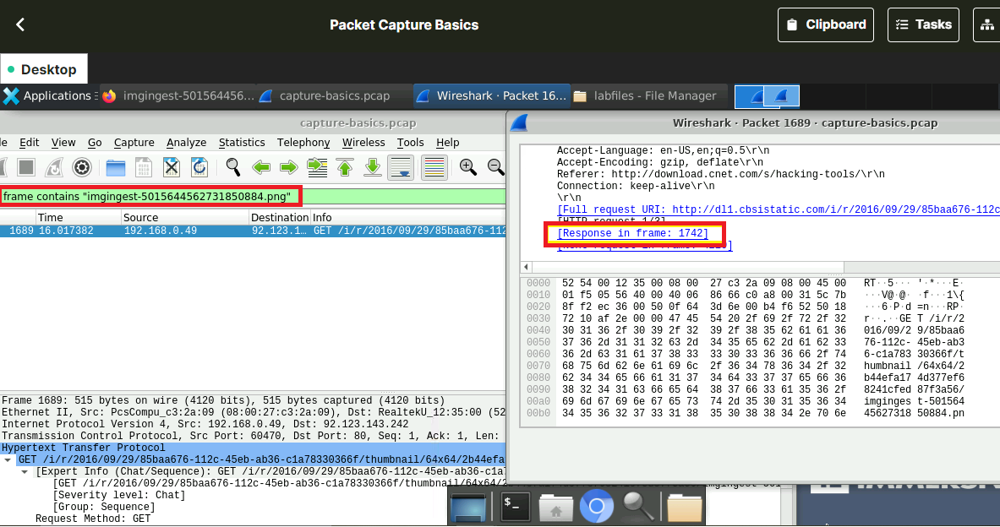 Packet Capture Basics
Clipboard
Tasks
Desktop
Applications
imgingest-501564456...
capture-basics.pcap
Wireshark · Packet 16...
labfiles - File Manager
capture-basics.pcap
Wireshark · Packet 1689 · capture-basics.pcap
le Edit View Go Capture Analyze Statistics Telephony Wireless Tools Help
frame contains "imgingest-5015644562731850884.png"
Time Source Destination Info
1689 16.017382 192.168.0.49 92.123.1… GET /i/r/2016/09/29/85baa676-112
Accept-Language: en-US,en;q=0.5\r\n
Accept-Encoding: gzip, deflate\r\n
Referer: http://download.cnet.com/s/hacking-tools/\r\n
Connection: keep-alive\r\n
\r\n
[Full request URI: http://dl1.cbsistatic.com/i/r/2016/09/29/85baa676-112c
[HTTP request 1/3]
[Response in frame: 1742]
0000 52 54 00 12 35 00 08 00 27 c3 2a 09 08 00 45 00 RT··5···'·*···E·
0010 01 f5 05 56 40 00 40 06 86 66 c0 a8 00 31 5c 7b ···V@·@··f···1\{
0020 8f f2 ec 36 00 50 0f 64 3d 6e 00 b4 f6 52 50 18 ···6·P·d=n···RP·
0030 72 10 af 2e 00 00 47 45 54 20 2f 69 2f 72 2f 32 r··.··GET /i/r/2
0040 30 31 36 2f 30 39 2f 32 39 2f 38 35 62 61 61 36 016/09/29/85baa6
0050 37 36 2d 31 31 32 63 2d 34 35 65 62 2d 61 62 33 76-112c-45eb-ab3
0060 36 2d 63 31 61 37 38 33 33 30 33 36 36 66 2f 74 6-c1a78330366f/t
0070 68 75 6d 62 6e 61 69 6c 2f 36 34 78 36 34 2f 32 humbnail/64x64/2
0080 62 34 34 65 66 61 31 37 34 64 33 37 37 65 66 36 b44efa174d377ef6
0090 38 32 34 31 63 66 65 64 38 37 66 33 61 35 36 2f 8241cfed87f3a56/
00a0 69 6d 67 69 6e 67 65 73 74 2d 35 30 31 35 36 34 imgingest-501564
00b0 34 35 36 32 37 33 31 38 35 30 38 38 34 2e 70 6e 4562731850884.pn
Frame 1689: 515 bytes on wire (4120 bits), 515 bytes captured (4120 bits)
Ethernet II, Src: PcsCompu_c3:2a:09 (08:00:27:c3:2a:09), Dst: RealtekU_12:35:00 (52
Internet Protocol Version 4, Src: 192.168.0.49, Dst: 92.123.143.242
Transmission Control Protocol, Src Port: 60470, Dst Port: 80, Seq: 1, Ack: 1, Len:
Hypertext Transfer Protocol
GET /i/r/2016/09/29/85baa676-112c-45eb-ab36-c1a78330366f/thumbnail/64x64/2b44efa
[Expert Info (Chat/Sequence): GET /i/r/2016/09/29/85baa676-112c-45eb-ab36-c1a7
[GET /i/r/2016/09/29/85baa676-112c-45eb-ab36-c1a78330366f/thumbnail/64x64/2
[Severity level: Chat]
[Group: Sequence]
Request Method: GET